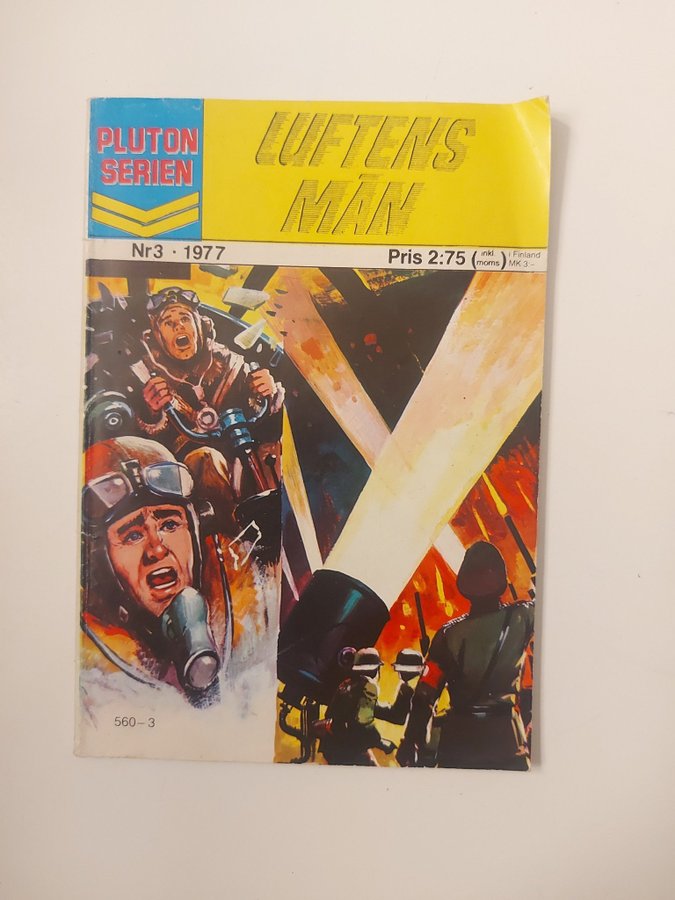 PLUTON
SERIEN
LUFTENS
MÄN
Nr3 · 1977
Pris 2:75 (inkl moms) i Finland MK 3:-
560-3